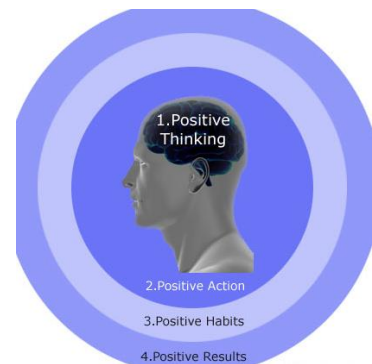 1.Positive
Thinking
2.Positive Action
3.Positive Habits
4.Positive Results